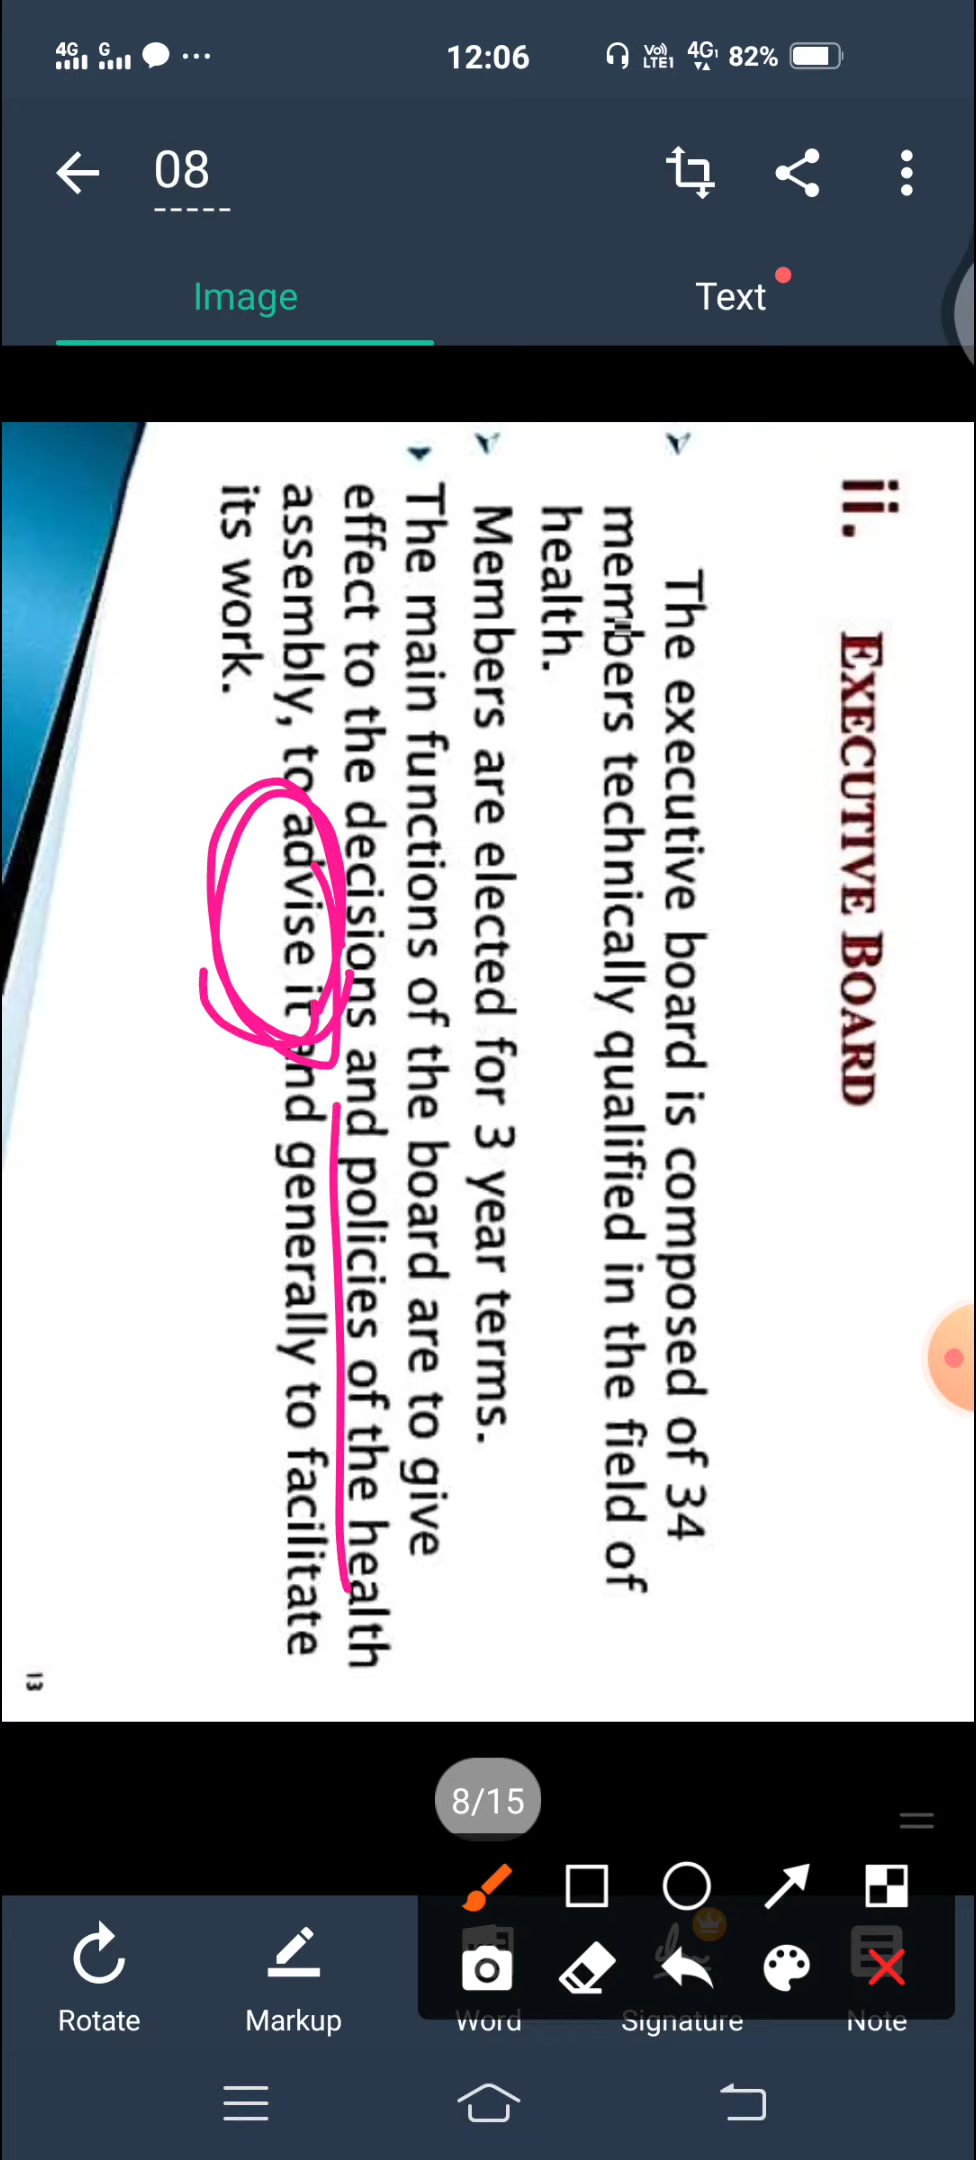 4G G ... 12:06 Vo) LTE1 4G1 82%
08
Image Text
ii. EXECUTIVE BOARD
The executive board is composed of 34
members technically qualified in the field of
health.
Members are elected for 3 year terms.
The main functions of the board are to give
effect to the decisions and policies of the health
assembly, to advise it and generally to facilitate
its work.
13
8/15
Rotate Markup Word Signature Note